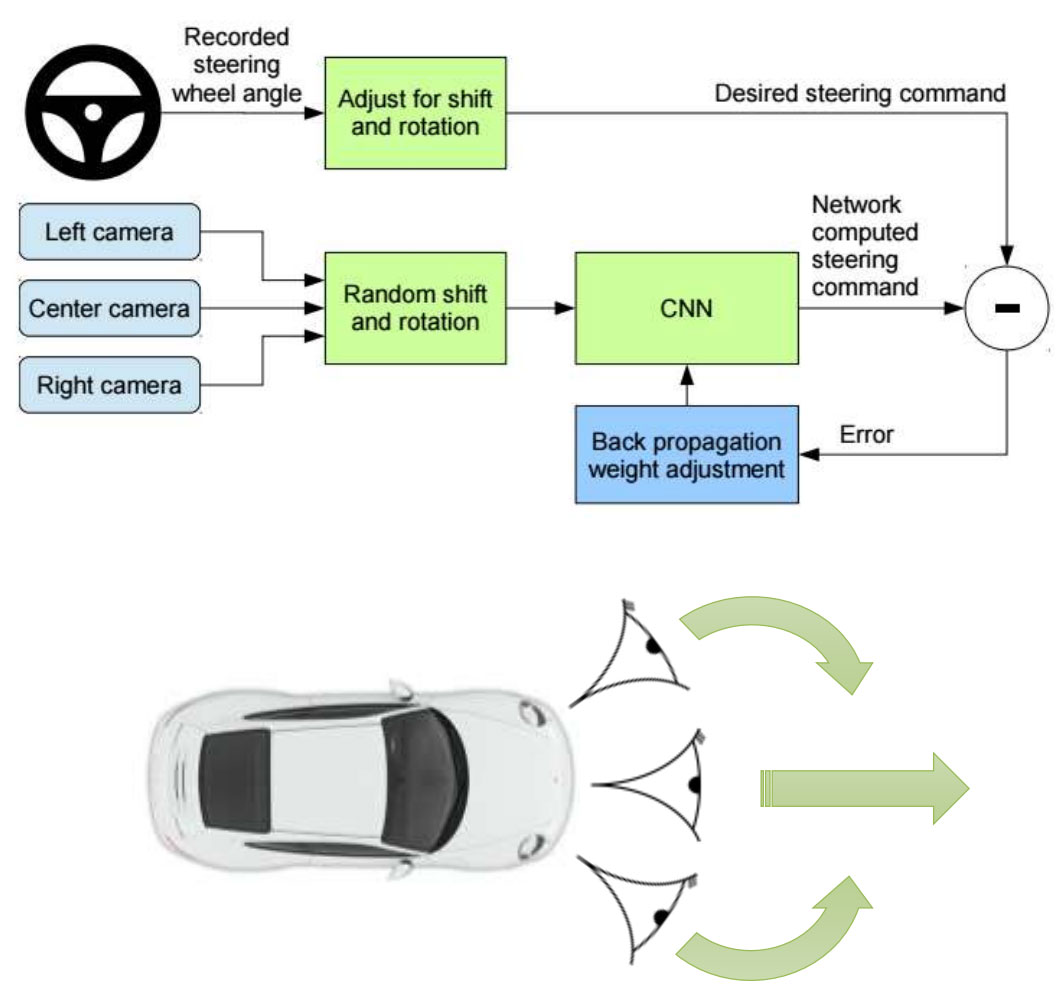 Recorded
steering
wheel angle
Adjust for shift
and rotation
Desired steering command
Left camera
Center camera
Right camera
Random shift
and rotation
CNN
Network
computed
steering
command
-
Back propagation
weight adjustment
Error